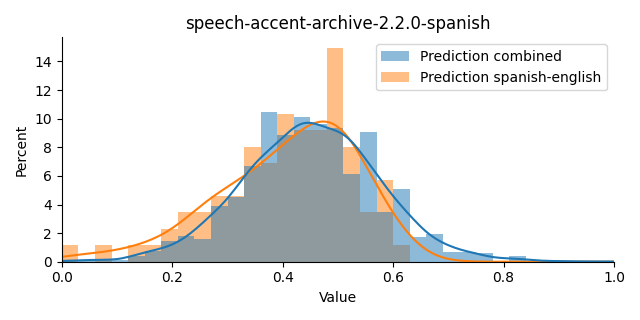 speech-accent-archive-2.2.0-spanish
Prediction combined
Prediction spanish-english
Percent
14
12
10
8
6
4
2
0
0.0 0.2 0.4 0.6 0.8 1.0
Value